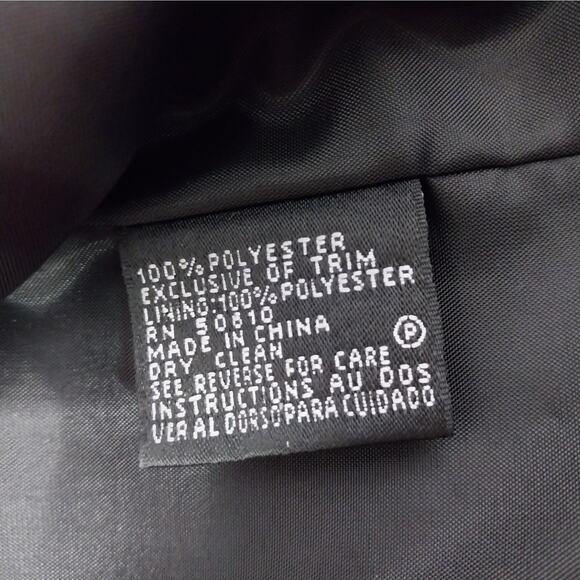 100% POLYESTER
EXCLUSIVE OF TRIM
LINING:100% POLYESTER
RN 50810
MADE IN CHINA
DRY CLEAN
P
SEE REVERSE FOR CARE
INSTRUCTIONS AU DOS
VER AL DORSO PARA CUIDADO